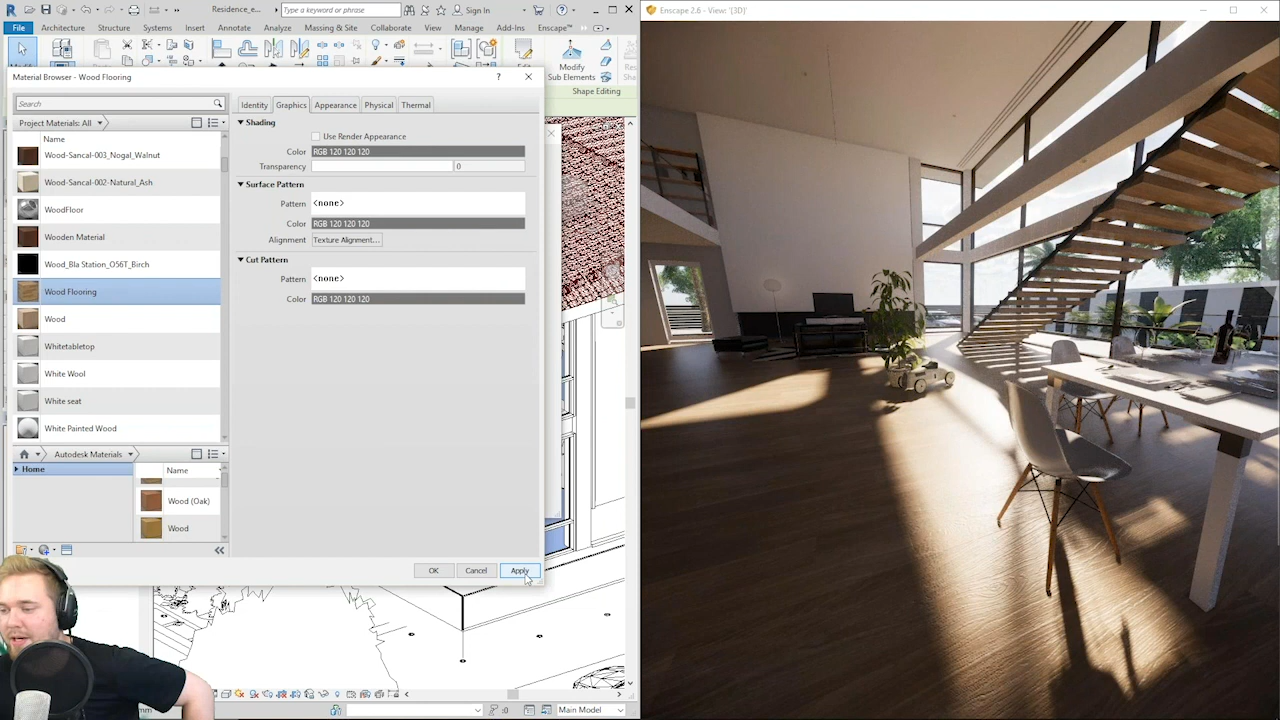 Residence_e...
Type a keyword or phrase
Sign In
Enscape 2.6 - View: '{3D}'
File
Architecture
Structure
Systems
Insert
Annotate
Analyze
Massing & Site
Collaborate
View
Manage
Add-Ins
Enscape™
Modify
Sub Elements
Shape Editing
Material Browser - Wood Flooring
Search
Identity
Graphics
Appearance
Physical
Thermal
Project Materials: All
Name
Wood-Sancal-003_Nogal_Walnut
Wood-Sancal-002-Natural_Ash
WoodFloor
Wooden Material
Wood_Bla Station_O56T_Birch
Wood Flooring
Wood
Whitetabletop
White Wool
White seat
White Painted Wood
Shading
Use Render Appearance
Color
RGB 120 120 120
Transparency
0
Surface Pattern
Pattern
<none>
Color
RGB 120 120 120
Alignment
Texture Alignment...
Cut Pattern
Pattern
<none>
Color
RGB 120 120 120
Autodesk Materials
Home
Name
Wood (Oak)
Wood
OK
Cancel
Apply
:0
Main Model